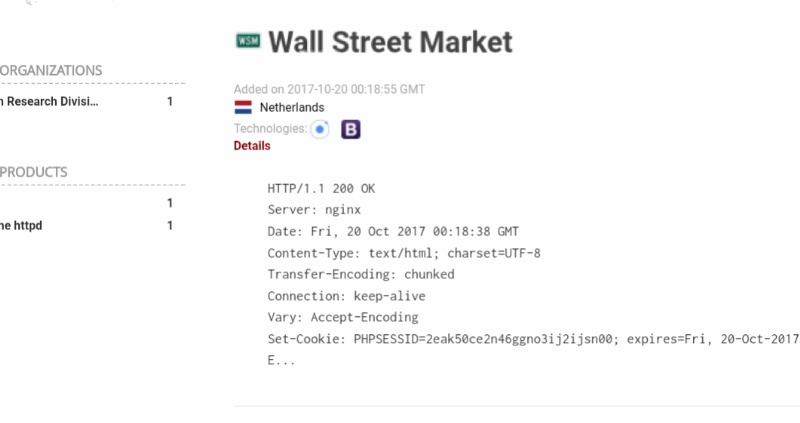 WSM Wall Street Market
ORGANIZATIONS
Research Divisi... 1
PRODUCTS
1
httpd 1
Added on 2017-10-20 00:18:55 GMT
Netherlands
Technologies: B
Details
HTTP/1.1 200 OK
Server: nginx
Date: Fri, 20 Oct 2017 00:18:38 GMT
Content-Type: text/html; charset=UTF-8
Transfer-Encoding: chunked
Connection: keep-alive
Vary: Accept-Encoding
Set-Cookie: PHPSESSID=2eak50ce2n46ggno3ij2ijsn00; expires=Fri, 20-Oct-2017
E...